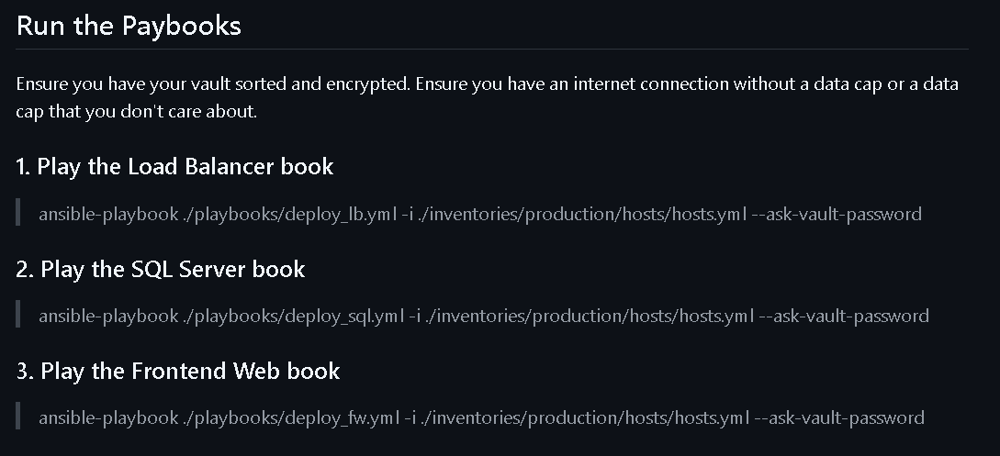 Run the Paybooks
Ensure you have your vault sorted and encrypted. Ensure you have an internet connection without a data cap or a data
cap that you don't care about.
1. Play the Load Balancer book
ansible-playbook ./playbooks/deploy_lb.yml -i ./inventories/production/hosts/hosts.yml --ask-vault-password
2. Play the SQL Server book
ansible-playbook ./playbooks/deploy_sql.yml -i ./inventories/production/hosts/hosts.yml --ask-vault-password
3. Play the Frontend Web book
ansible-playbook ./playbooks/deploy_fw.yml -i ./inventories/production/hosts/hosts.yml --ask-vault-password